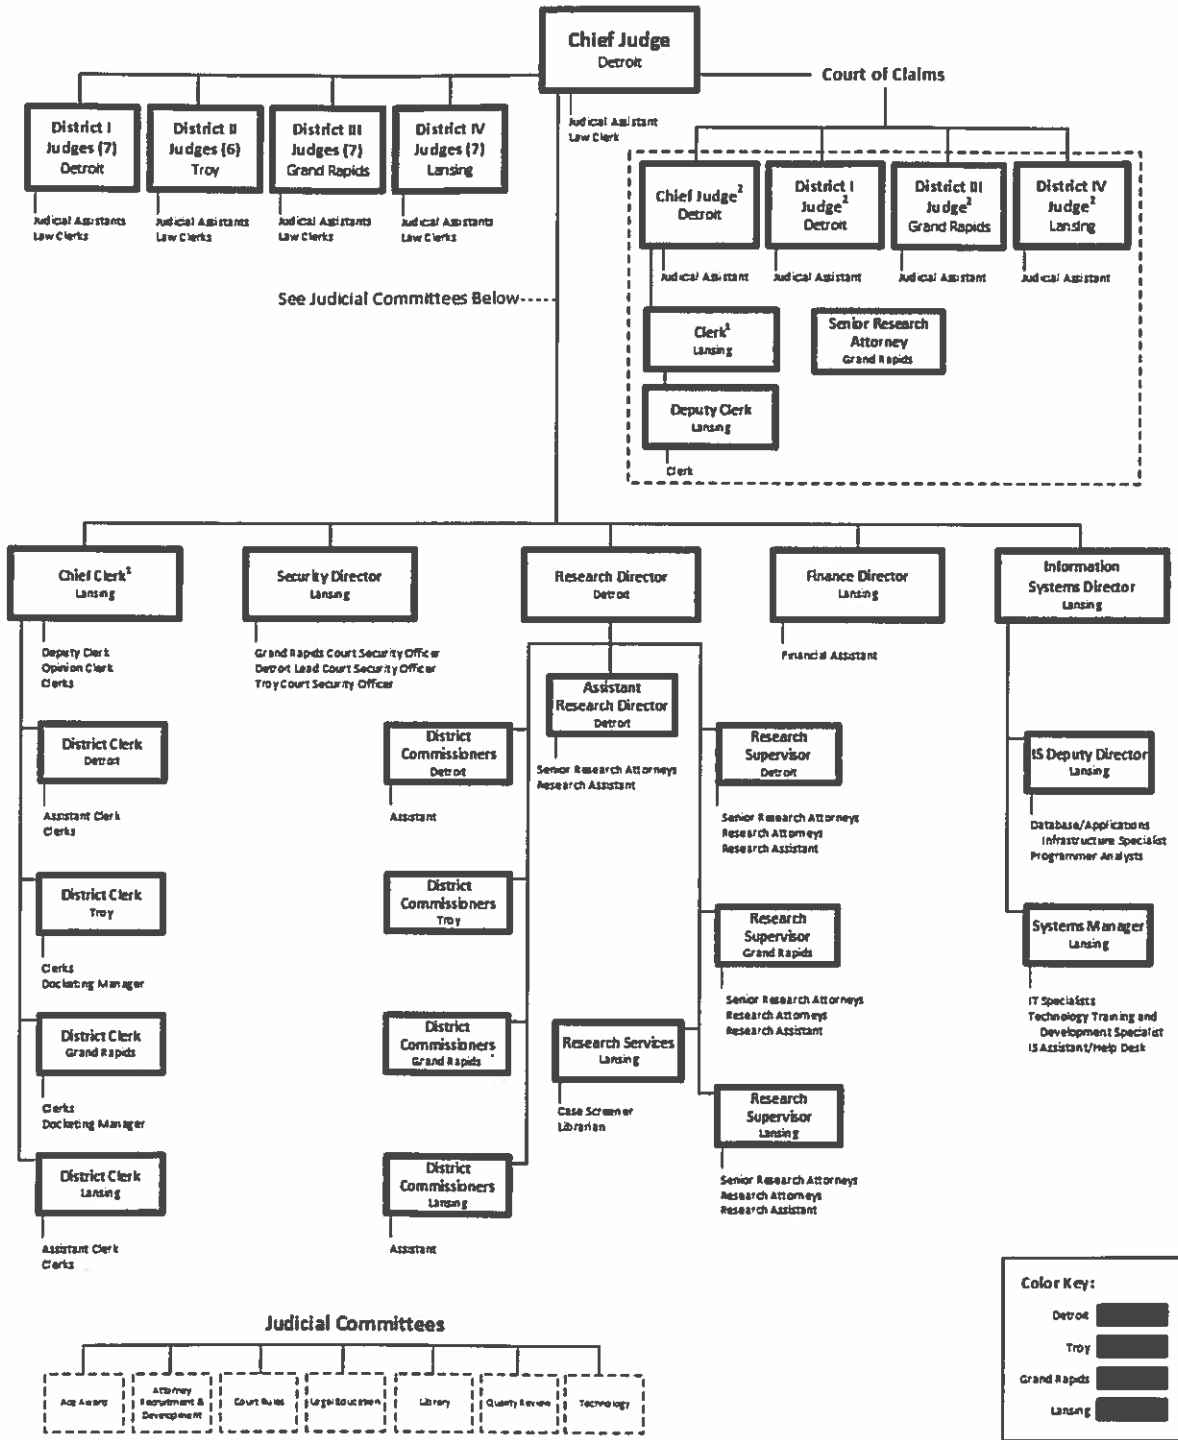 Chief Judge
Detroit
Court of Claims
Judicial Assistant
Law Clerk
District I
Judges (7)
Detroit
District II
Judges (6)
Troy
District III
Judges (7)
Grand Rapids
District IV
Judges (7)
Lansing
Judicial Assistants
Law Clerks
Judicial Assistants
Law Clerks
Judicial Assistants
Law Clerks
Judicial Assistants
Law Clerks
Chief Judge²
Detroit
District I
Judge²
Detroit
District III
Judge²
Grand Rapids
District IV
Judge²
Lansing
Judicial Assistant
Judicial Assistant
Judicial Assistant
Judicial Assistant
See Judicial Committees Below
Clerk¹
Lansing
Senior Research
Attorney
Grand Rapids
Deputy Clerk
Lansing
Clerk
Chief Clerk¹
Lansing
Security Director
Lansing
Research Director
Detroit
Finance Director
Lansing
Information
Systems Director
Lansing
Deputy Clerk
Opinion Clerk
Clerks
Grand Rapids Court Security Officer
Detroit Lead Court Security Officer
Troy Court Security Officer
Financial Assistant
Assistant
Research Director
Detroit
Senior Research Attorneys
Research Assistant
District Clerk
Detroit
Assistant Clerk
Clerks
District
Commissioners
Detroit
Assistant
Research
Supervisor
Detroit
Senior Research Attorneys
Research Attorneys
Research Assistant
IS Deputy Director
Lansing
Database/Applications
Infrastructure Specialist
Programmer Analysts
District Clerk
Troy
Clerks
Docketing Manager
District
Commissioners
Troy
Research
Supervisor
Grand Rapids
Senior Research Attorneys
Research Attorneys
Research Assistant
Systems Manager
Lansing
IT Specialists
Technology Training and
Development Specialist
IS Assistant/Help Desk
District Clerk
Grand Rapids
Clerks
Docketing Manager
District
Commissioners
Grand Rapids
Research Services
Lansing
Case Screener
Librarian
Research
Supervisor
Lansing
Senior Research Attorneys
Research Attorneys
Research Assistant
District Clerk
Lansing
Assistant Clerk
Clerks
District
Commissioners
Lansing
Assistant
Judicial Committees
Ace Award
Attorney
Recruitment &
Development
Court Rules
Legal Education
Library
Quality Review
Technology
Color Key:
Detroit
Troy
Grand Rapids
Lansing